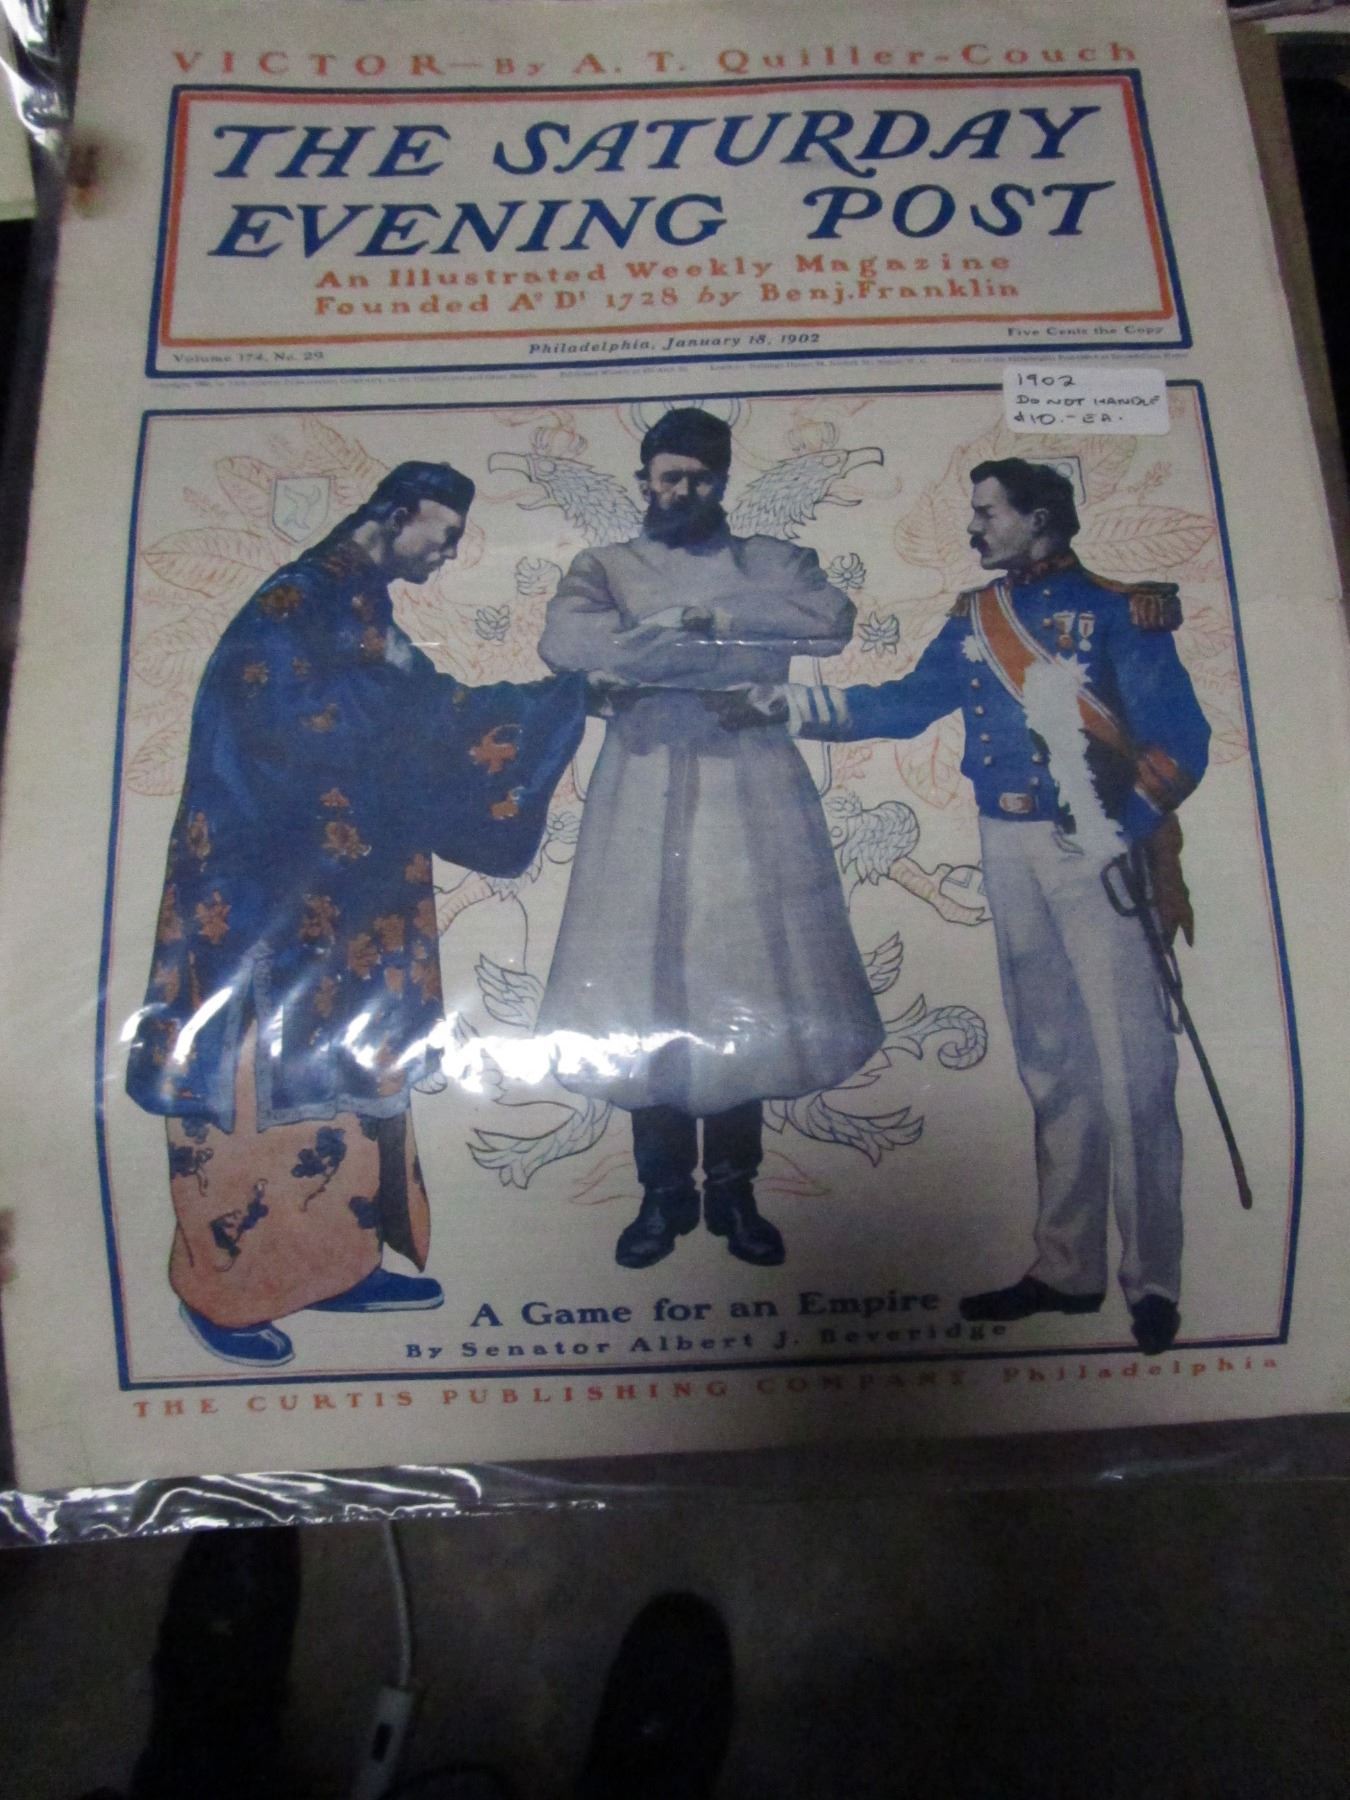 VICTOR—By A. T. Quiller-Couch
THE SATURDAY
EVENING POST
An Illustrated Weekly Magazine
Founded Aº Dⁱ 1728 by Benj. Franklin
Volume 174, No. 29
Philadelphia, January 18, 1902
Five Cents the Copy
1902
DO NOT HANDLE
$10.- EA.
A Game for an Empire
By Senator Albert J. Beveridge
THE CURTIS PUBLISHING COMPANY Philadelphia